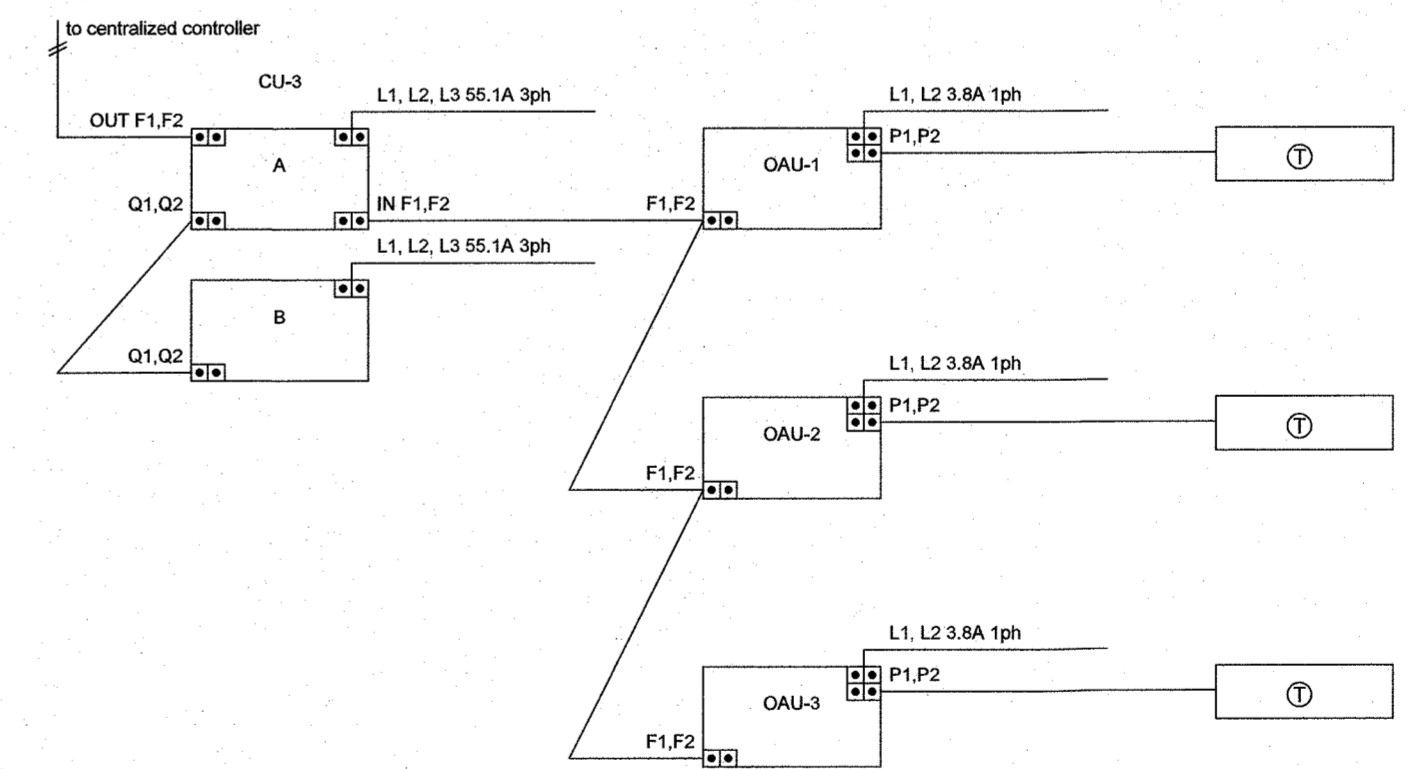 to centralized controller
CU-3
L1, L2, L3 55.1A 3ph
OUT F1,F2
A
Q1,Q2
IN F1,F2
L1, L2, L3 55.1A 3ph
B
Q1,Q2
L1, L2 3.8A 1ph
P1,P2
OAU-1
T
F1,F2
L1, L2 3.8A 1ph
P1,P2
OAU-2
T
F1,F2
L1, L2 3.8A 1ph
P1,P2
OAU-3
T
F1,F2